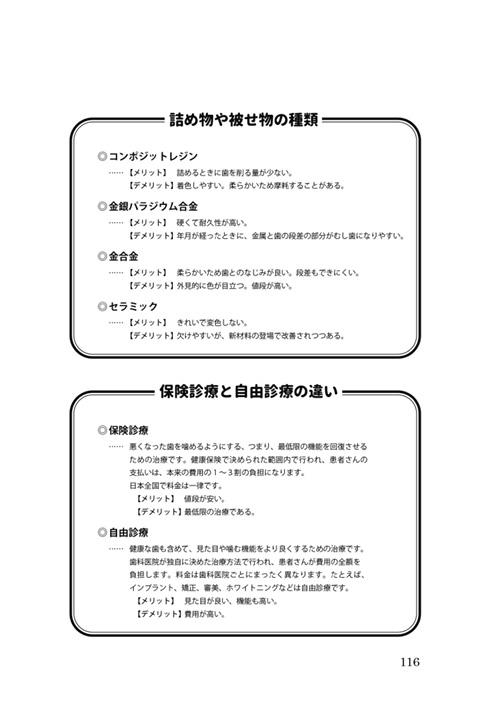 詰め物や被せ物の種類
◎コンポジットレジン
……【メリット】 詰めるときに歯を削る量が少ない。
【デメリット】着色しやすい。柔らかいため摩耗することがある。
◎金銀パラジウム合金
……【メリット】 硬くて耐久性が高い。
【デメリット】年月が経ったときに、金属と歯の段差の部分がむし歯になりやすい。
◎金合金
……【メリット】 柔らかいため歯とのなじみが良い。段差もできにくい。
【デメリット】外見的に色が目立つ。値段が高い。
◎セラミック
……【メリット】 きれいで変色しない。
【デメリット】欠けやすいが、新材料の登場で改善されつつある。
保険診療と自由診療の違い
◎保険診療
…… 悪くなった歯を噛めるようにする、つまり、最低限の機能を回復させる
ための治療です。健康保険で決められた範囲内で行われ、患者さんの
支払いは、本来の費用の1〜3割の負担になります。
日本全国で料金は一律です。
【メリット】 値段が安い。
【デメリット】最低限の治療である。
◎自由診療
…… 健康な歯も含めて、見た目や噛む機能をより良くするための治療です。
歯科医院が独自に決めた治療方法で行われ、患者さんが費用の全額を
負担します。料金は歯科医院ごとにまったく異なります。たとえば、
インプラント、矯正、審美、ホワイトニングなどは自由診療です。
【メリット】 見た目が良い、機能も高い。
【デメリット】費用が高い。
116